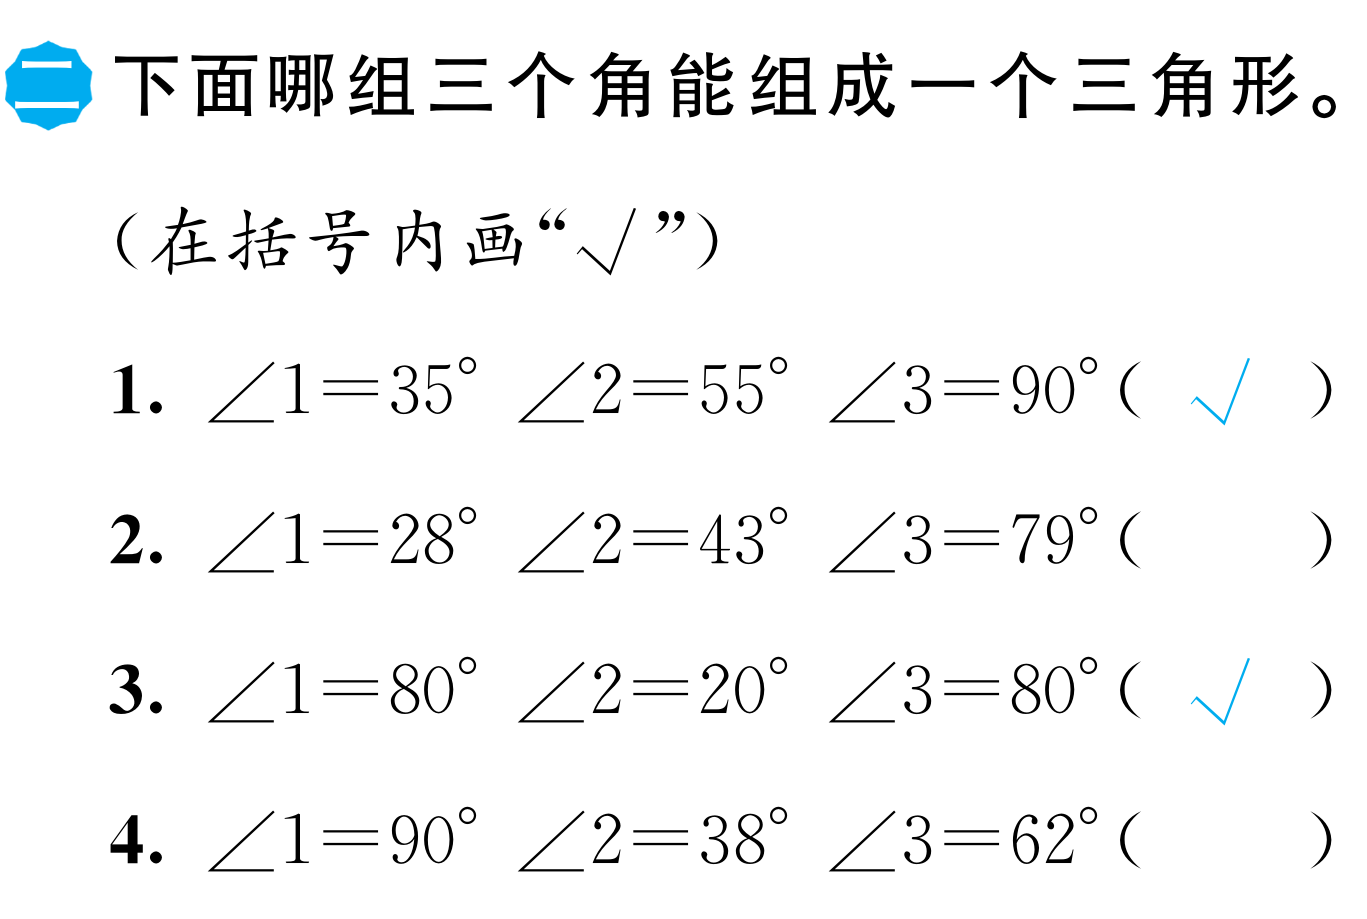 二 下面哪组三个角能组成一个三角形。
（在括号内画“√”）
1. ∠1=35° ∠2=55° ∠3=90°( √ )
2. ∠1=28° ∠2=43° ∠3=79°( )
3. ∠1=80° ∠2=20° ∠3=80°( √ )
4. ∠1=90° ∠2=38° ∠3=62°( )